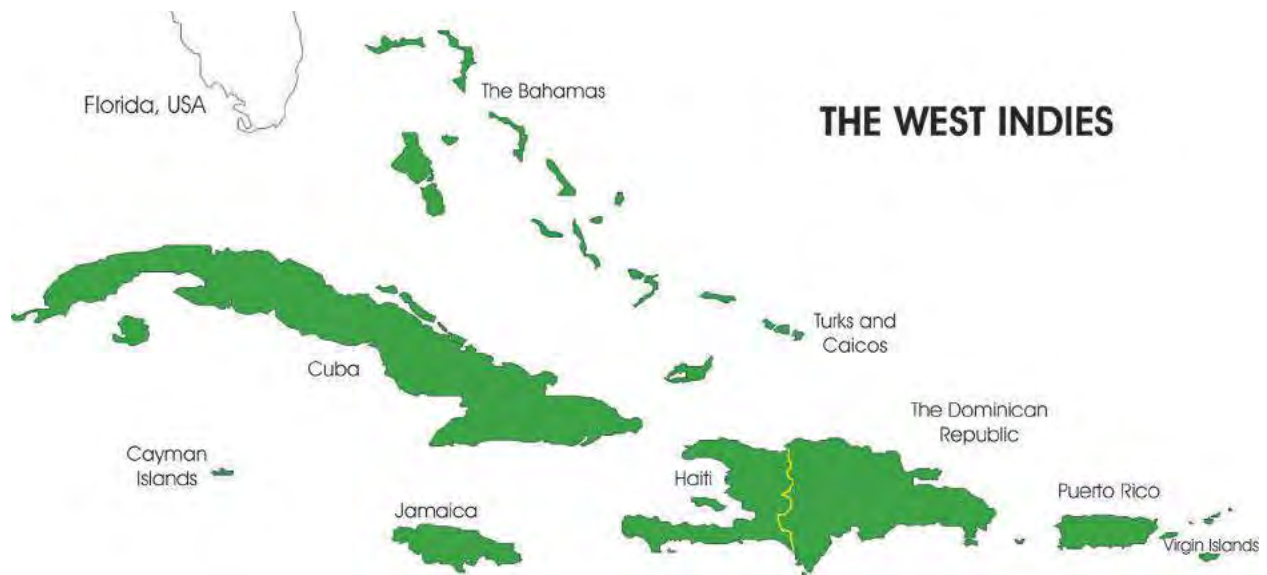 Florida, USA
The Bahamas
THE WEST INDIES
Turks and
Caicos
Cuba
The Dominican
Republic
Cayman
Islands
Haiti
Puerto Rico
Jamaica
Virgin Islands